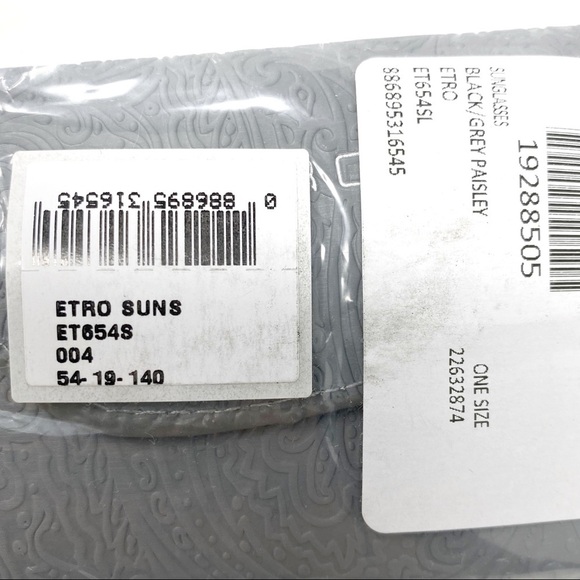 0 886895 316545
ETRO SUNS
ET654S
004
54-19-140
19288505
SUNGLASSES
BLACK/GREY PAISLEY
ETRO
ET654SL
886895316545
ONE SIZE
22632874